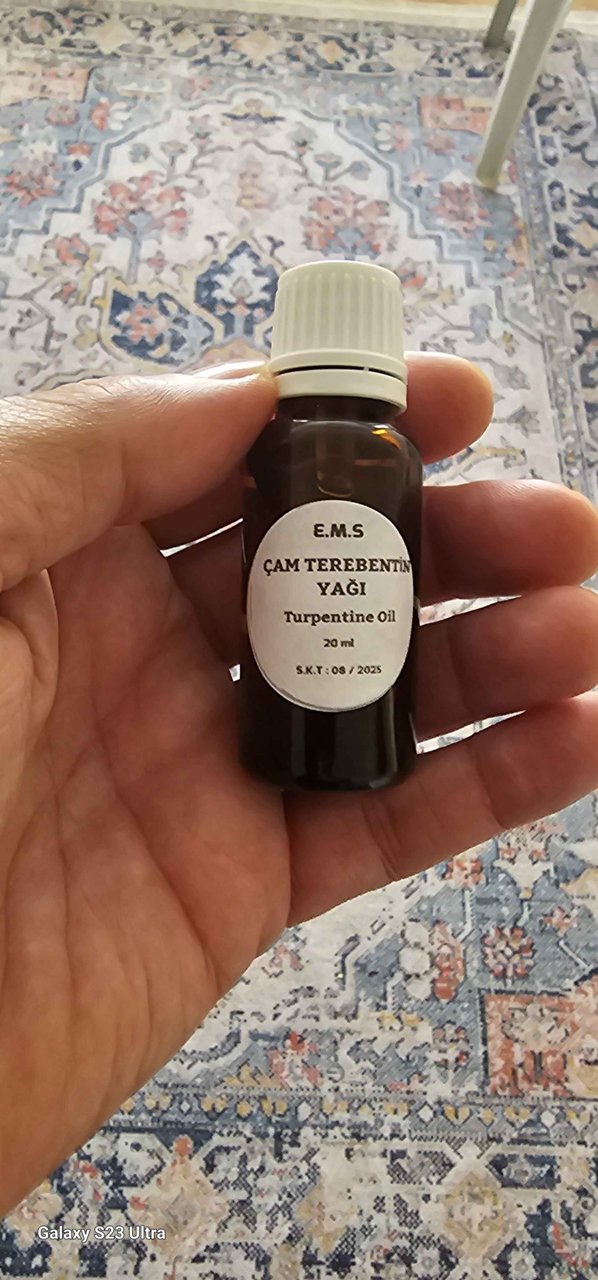 E.M.S
ÇAM TEREBENTİN
YAĞI
Turpentine Oil
20 ml
S.K.T : 08 / 2025
Galaxy S23 Ultra